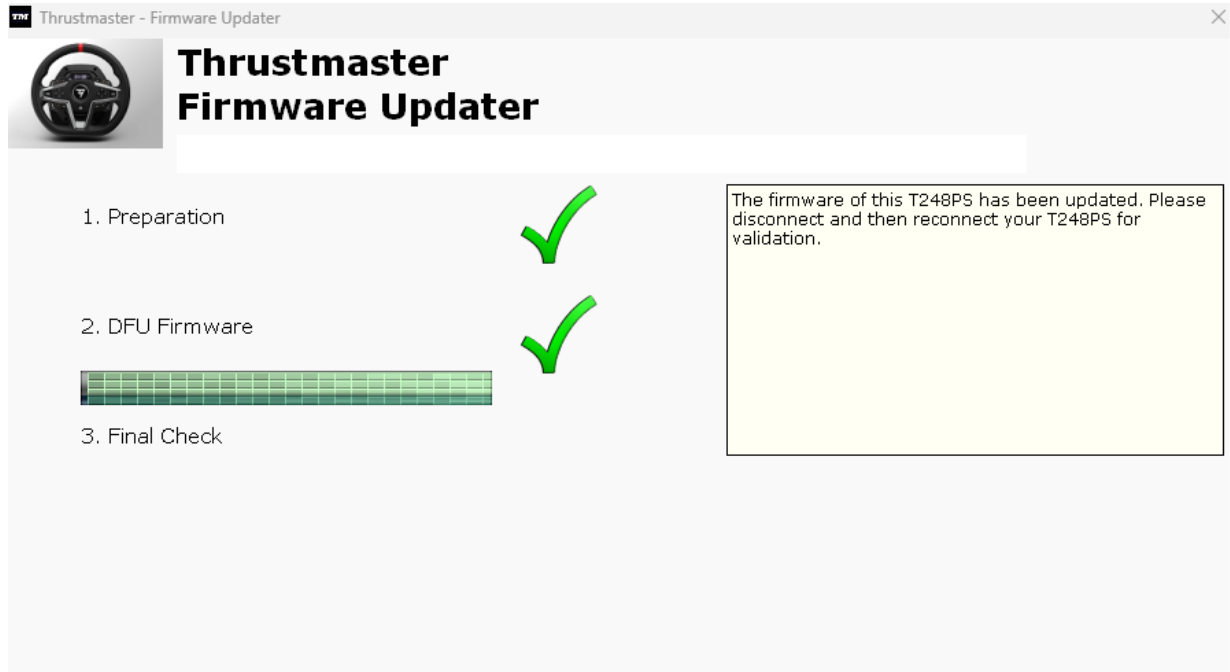 TM Thrustmaster - Firmware Updater
Thrustmaster
Firmware Updater
1. Preparation
2. DFU Firmware
3. Final Check
The firmware of this T248PS has been updated. Please
disconnect and then reconnect your T248PS for
validation.